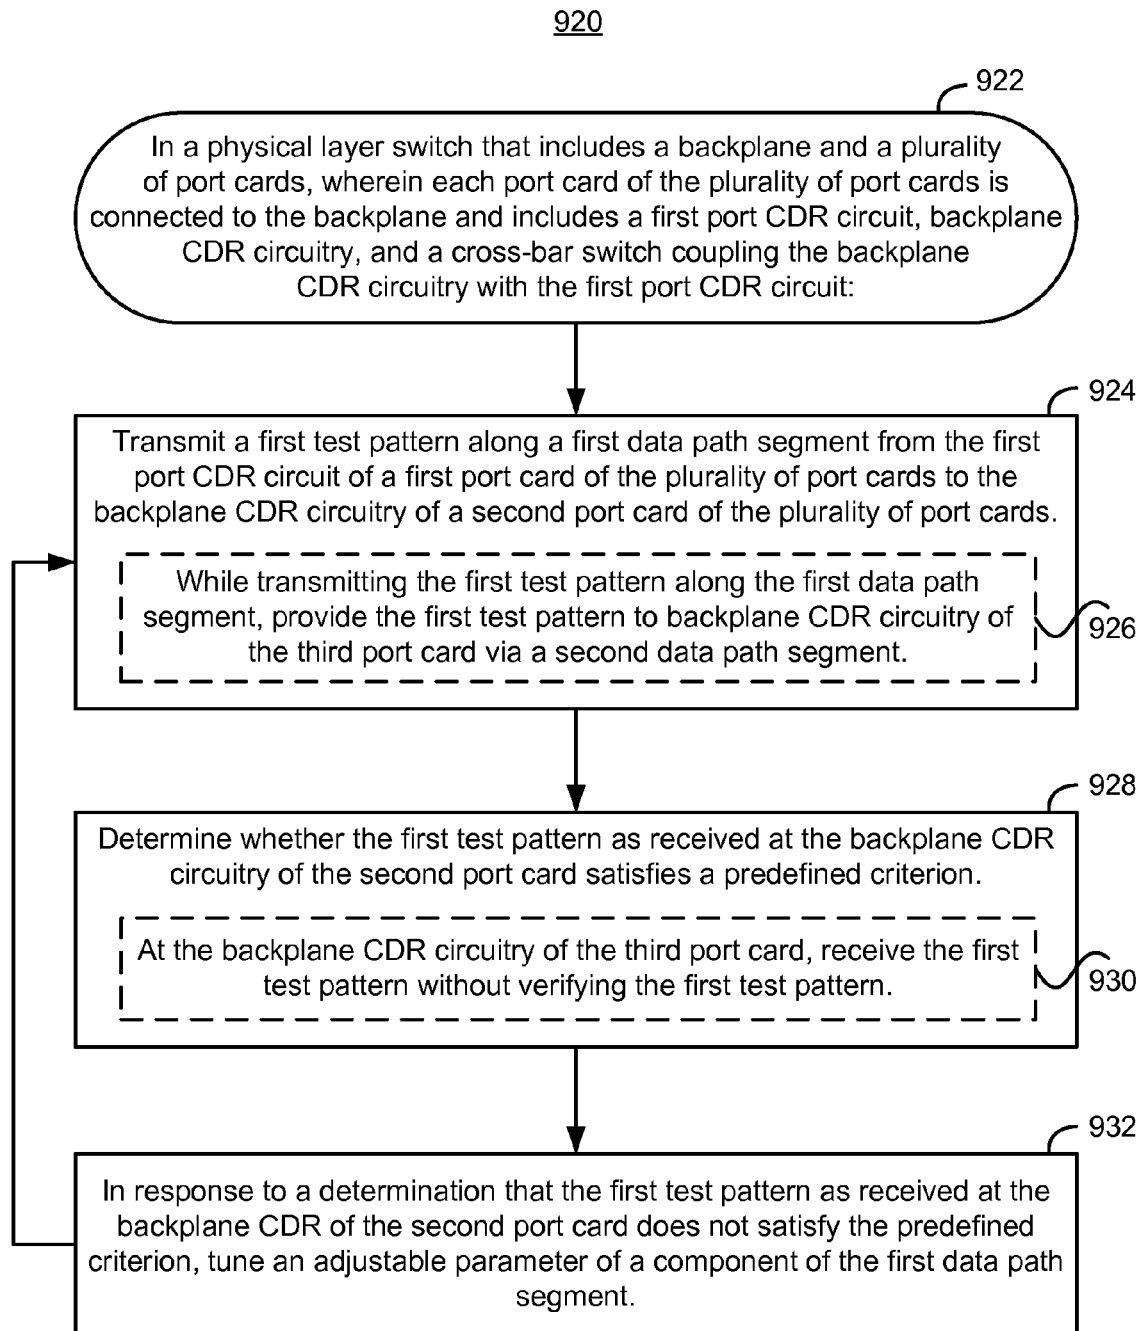 920
922
In a physical layer switch that includes a backplane and a plurality
of port cards, wherein each port card of the plurality of port cards is
connected to the backplane and includes a first port CDR circuit, backplane
CDR circuitry, and a cross-bar switch coupling the backplane
CDR circuitry with the first port CDR circuit:
924
Transmit a first test pattern along a first data path segment from the first
port CDR circuit of a first port card of the plurality of port cards to the
backplane CDR circuitry of a second port card of the plurality of port cards.
While transmitting the first test pattern along the first data path
segment, provide the first test pattern to backplane CDR circuitry of
the third port card via a second data path segment.
926
928
Determine whether the first test pattern as received at the backplane CDR
circuitry of the second port card satisfies a predefined criterion.
At the backplane CDR circuitry of the third port card, receive the first
test pattern without verifying the first test pattern.
930
932
In response to a determination that the first test pattern as received at the
backplane CDR of the second port card does not satisfy the predefined
criterion, tune an adjustable parameter of a component of the first data path
segment.